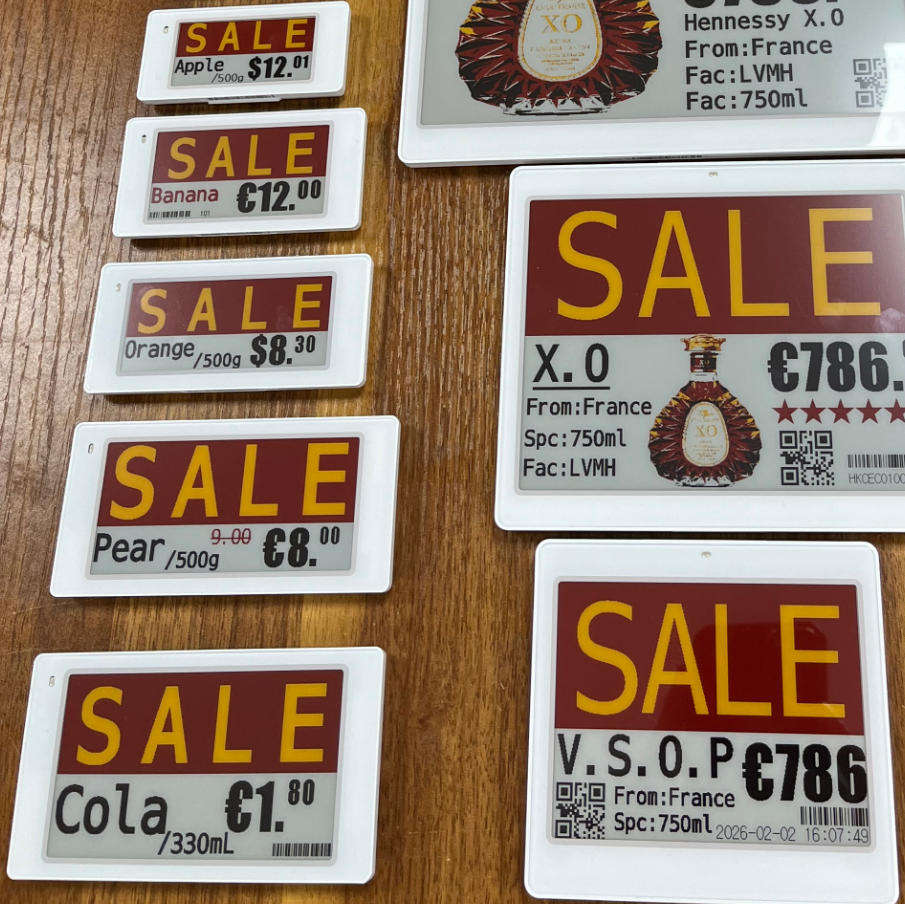 SALE
Apple
/500g $12.01
SALE
Banana
€12.00
101
SALE
Orange /500g $8.30
SALE
Pear /500g 9.00 €8.00
SALE
Cola
/330mL
€1.80
XO
Hennessy X.O
From:France
Fac:LVMH
Fac:750ml
SALE
X.O
From:France
Spc:750ml
Fac:LVMH
XO
€786.
SALE
V.S.O.P €786
From:France
Spc:750ml
2026-02-02 16:07:49